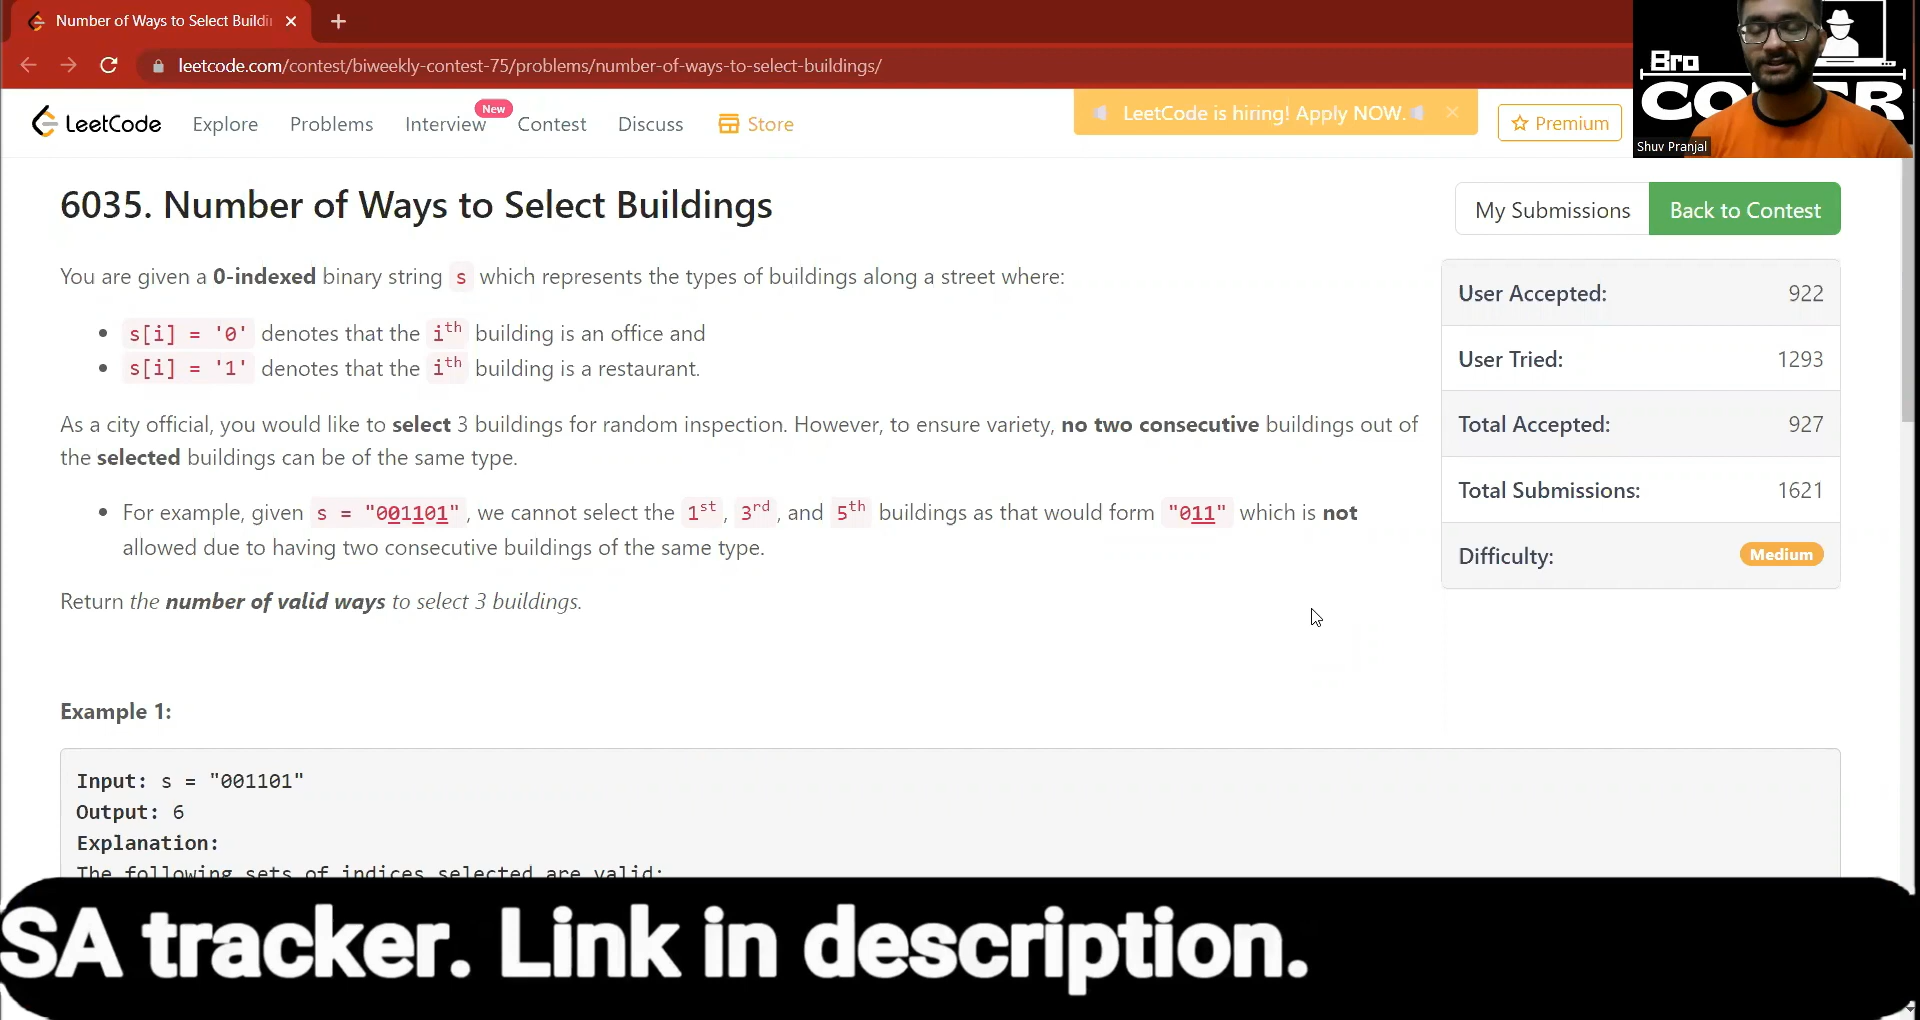 Number of Ways to Select Buildi
leetcode.com/contest/biweekly-contest-75/problems/number-of-ways-to-select-buildings/
LeetCode
Explore
Problems
Interview
New
Contest
Discuss
Store
LeetCode is hiring! Apply NOW.
Premium
Bro
Shuv Pranjal
6035. Number of Ways to Select Buildings
My Submissions
Back to Contest
You are given a 0-indexed binary string s which represents the types of buildings along a street where:
s[i] = '0' denotes that the ith building is an office and
s[i] = '1' denotes that the ith building is a restaurant.
As a city official, you would like to select 3 buildings for random inspection. However, to ensure variety, no two consecutive buildings out of
the selected buildings can be of the same type.
For example, given s = "001101", we cannot select the 1st, 3rd, and 5th buildings as that would form "011" which is not
allowed due to having two consecutive buildings of the same type.
Return the number of valid ways to select 3 buildings.
User Accepted: 922
User Tried: 1293
Total Accepted: 927
Total Submissions: 1621
Difficulty: Medium
Example 1:
Input: s = "001101"
Output: 6
Explanation:
The following sets of indices selected are valid:
SA tracker. Link in description.